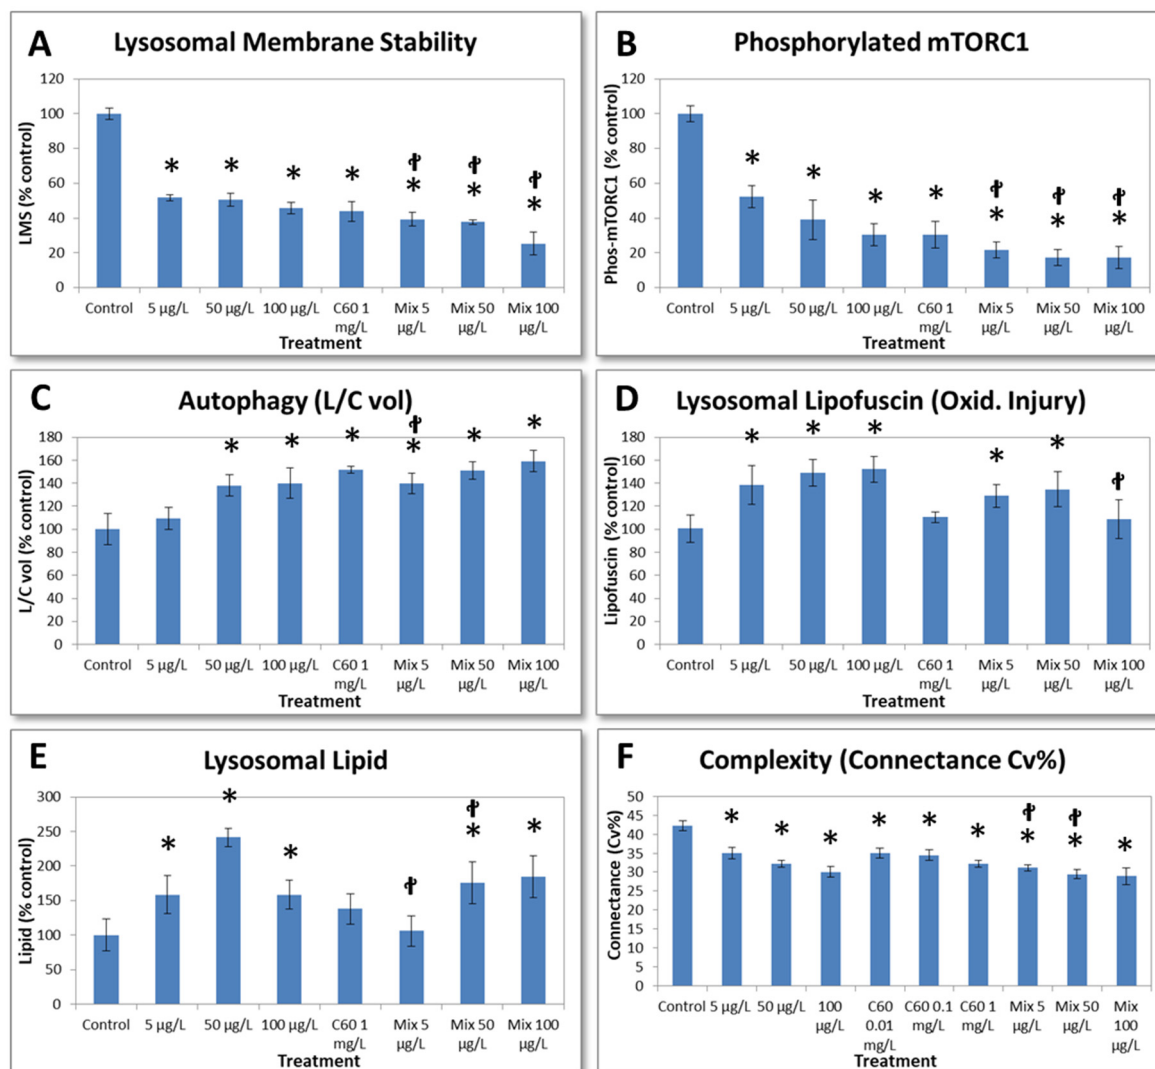 A Lysosomal Membrane Stability
LMS (% control)
120
100
80
60
40
20
0
* * * * ⳨ ⳨ ⳨
* * *
Control 5 µg/L 50 µg/L 100 µg/L C60 1 Mix 5 Mix 50 Mix 100
mg/L µg/L µg/L µg/L
Treatment
B Phosphorylated mTORC1
Phos-mTORC1 (% control)
120
100
80
60
40
20
0
* * * * ⳨ ⳨ ⳨
* * *
Control 5 µg/L 50 µg/L 100 µg/L C60 1 Mix 5 Mix 50 Mix 100
mg/L µg/L µg/L µg/L
Treatment
C Autophagy (L/C vol)
L/C vol (% control)
180
160
140
120
100
80
60
40
20
0
* * * ⳨ * *
*
Control 5 µg/L 50 µg/L 100 µg/L C60 1 Mix 5 Mix 50 Mix 100
mg/L µg/L µg/L µg/L
Treatment
D Lysosomal Lipofuscin (Oxid. Injury)
Lipofuscin (% control)
180
160
140
120
100
80
60
40
20
0
* * * * * ⳨
Control 5 µg/L 50 µg/L 100 µg/L C60 1 Mix 5 Mix 50 Mix 100
mg/L µg/L µg/L µg/L
Treatment
E Lysosomal Lipid
Lipid (% control)
300
250
200
150
100
50
0
* * * ⳨ ⳨ *
*
Control 5 µg/L 50 µg/L 100 µg/L C60 1 Mix 5 Mix 50 Mix 100
mg/L µg/L µg/L µg/L
Treatment
F Complexity (Connectance Cv%)
Connectance (Cv%)
50
45
40
35
30
25
20
15
10
5
0
* * * * * * ⳨ ⳨ *
* *
Control 5 µg/L 50 µg/L 100 C60 C60 0.1 C60 1 Mix 5 Mix 50 Mix
µg/L 0.01 mg/L mg/L µg/L µg/L 100
mg/L µg/L
Treatment